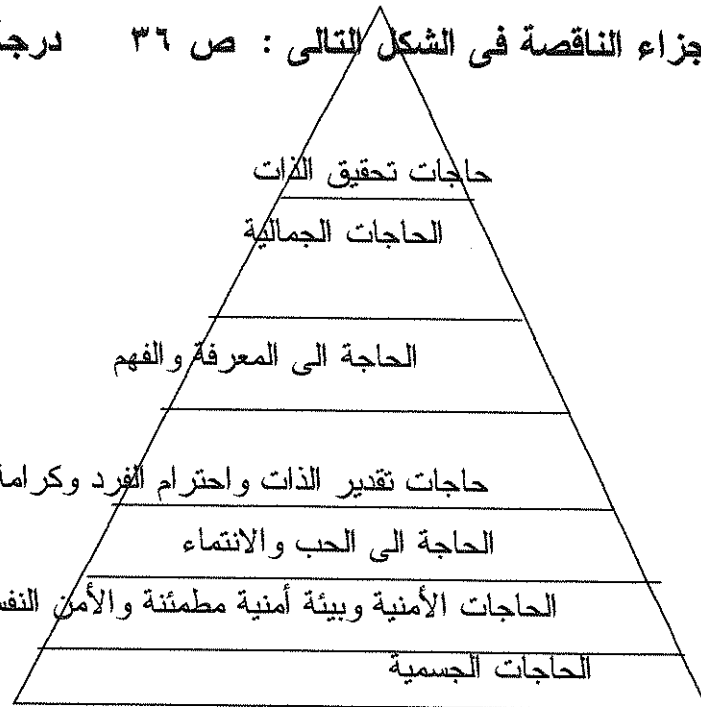 جزاء الناقصة فى الشكل التالى : ص ٣٦ درجة
حاجات تحقيق الذات
الحاجات الجمالية
الحاجة الى المعرفة والفهم
حاجات تقدير الذات واحترام الفرد وكرامة
الحاجة الى الحب والانتماء
الحاجات الأمنية وبيئة أمنية مطمئنة والأمن النفس
الحاجات الجسمية